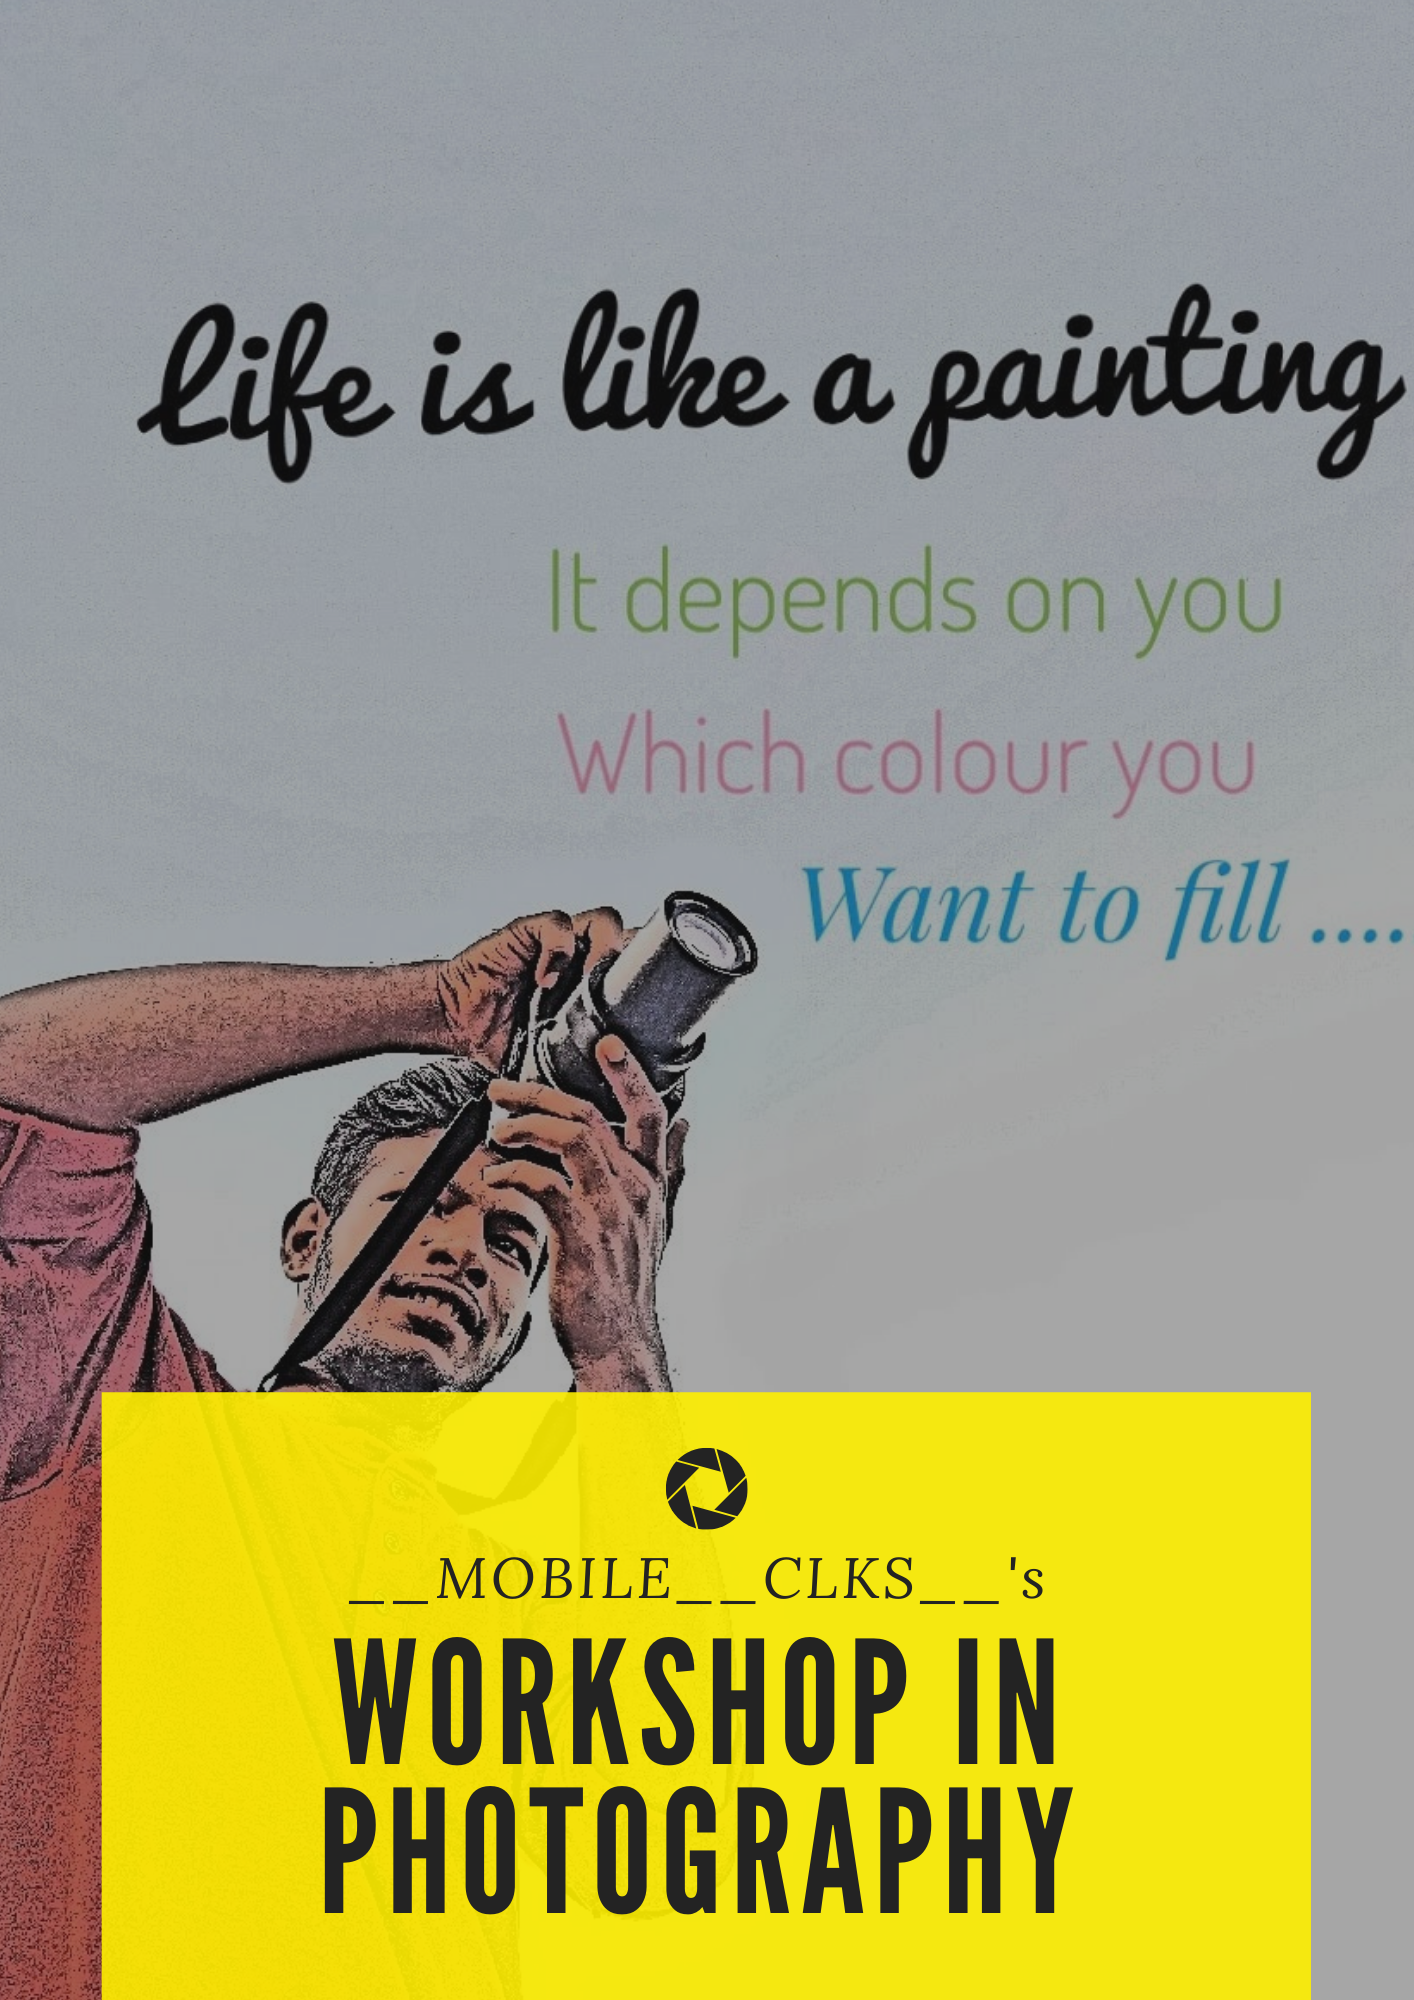 Life is like a painting
It depends on you
Which colour you
Want to fill ....
__MOBILE__CLKS__'s
WORKSHOP IN
PHOTOGRAPHY